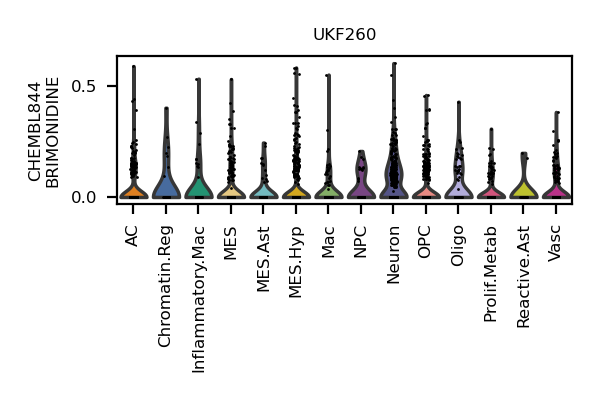 UKF260
CHEMBL844
BRIMONIDINE
0.5
0.0
AC
Chromatin.Reg
Inflammatory.Mac
MES
MES.Ast
MES.Hyp
Mac
NPC
Neuron
OPC
Oligo
Prolif.Metab
Reactive.Ast
Vasc